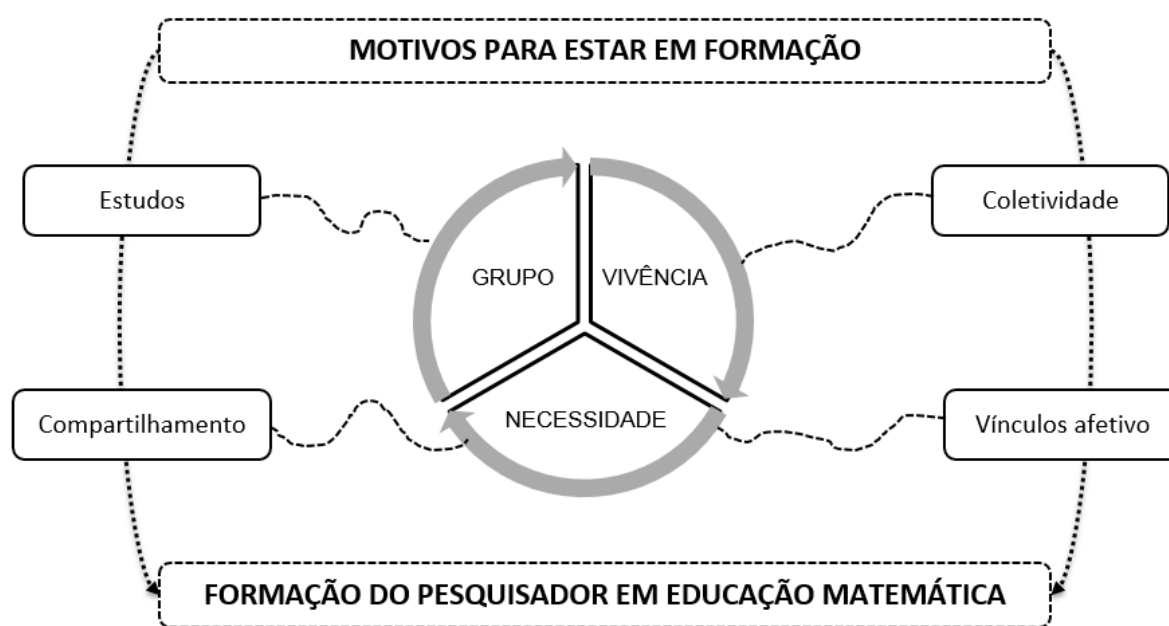 MOTIVOS PARA ESTAR EM FORMAÇÃO
Estudos
Coletividade
GRUPO
VIVÊNCIA
NECESSIDADE
Compartilhamento
Vínculos afetivo
FORMAÇÃO DO PESQUISADOR EM EDUCAÇÃO MATEMÁTICA